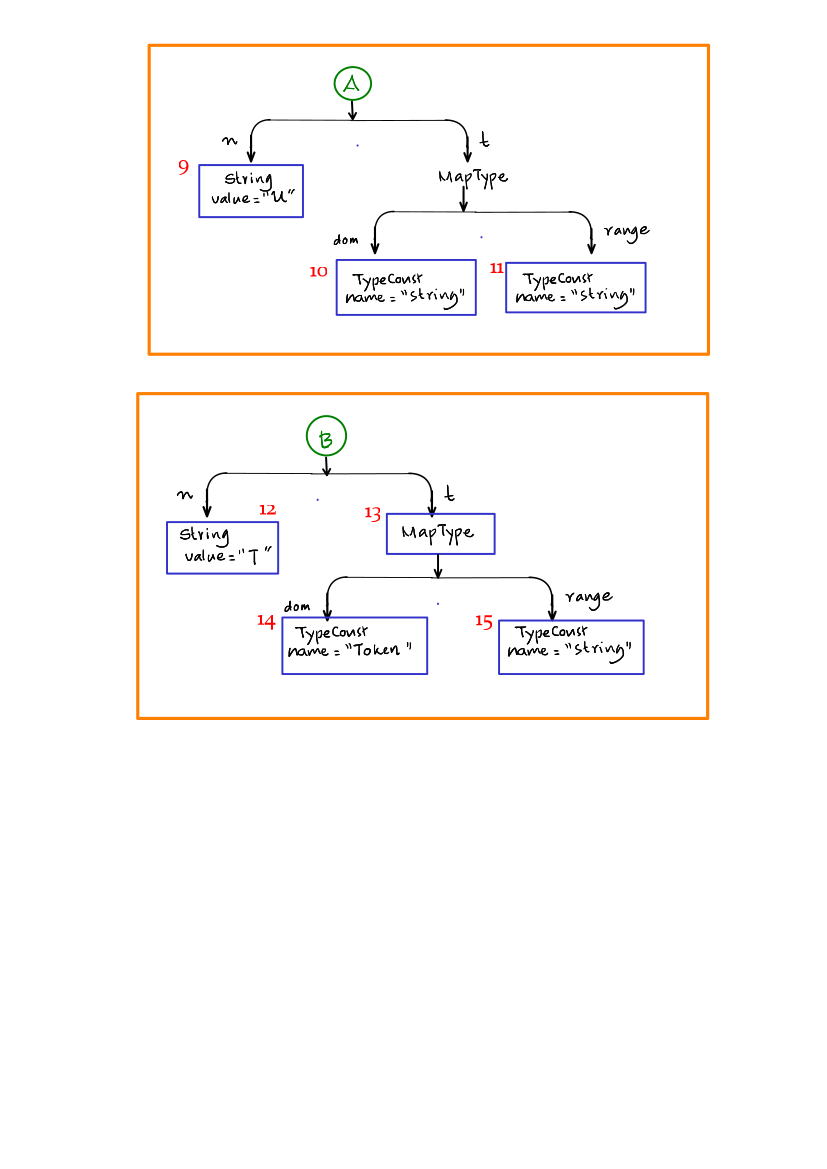 A
n
t
9
String
value="U"
MapType
dom
range
10
TypeConst
name="String"
11
TypeConst
name="String"
B
n
t
12
String
value="T"
13
MapType
dom
range
14
TypeConst
name="Token"
15
TypeConst
name="String"